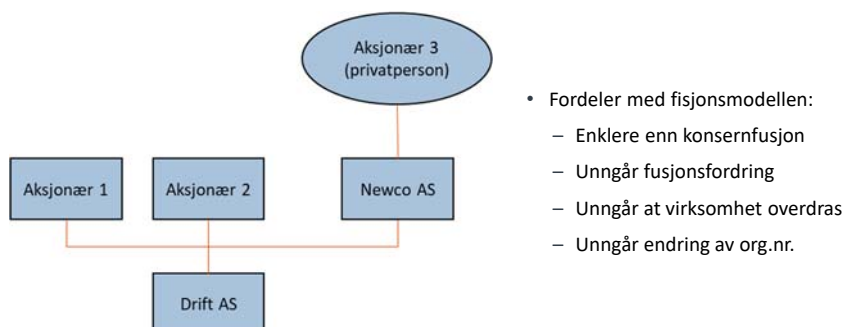 Aksjonær 3
(privatperson)
Aksjonær 1
Aksjonær 2
Newco AS
Drift AS
• Fordeler med fisjonsmodellen:
– Enklere enn konsernfusjon
– Unngår fusjonsfordring
– Unngår at virksomhet overdras
– Unngår endring av org.nr.